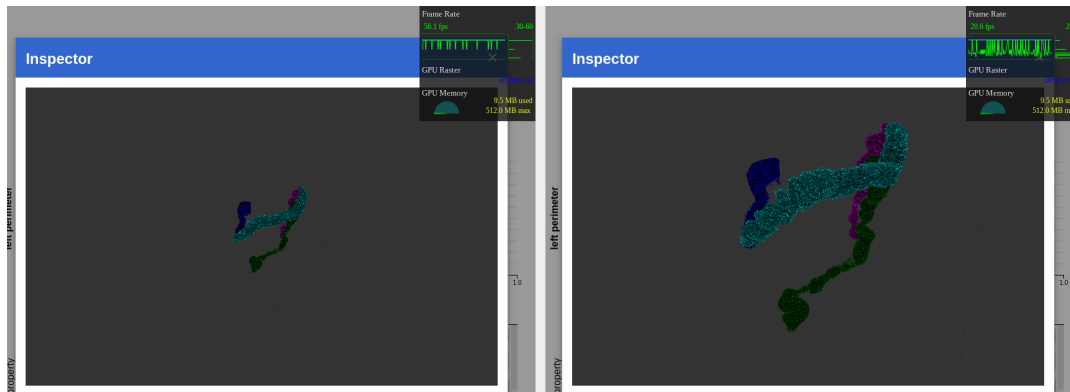 Frame Rate
56.1 fps
30-60
Inspector
GPU Raster
GPU Memory
9.5 MB used
512.0 MB max
left perimeter
1.0
property
Frame Rate
20.6 fps
Inspector
GPU Raster
GPU Memory
9.5 MB us
512.0 MB m
left perimeter
1.0
property